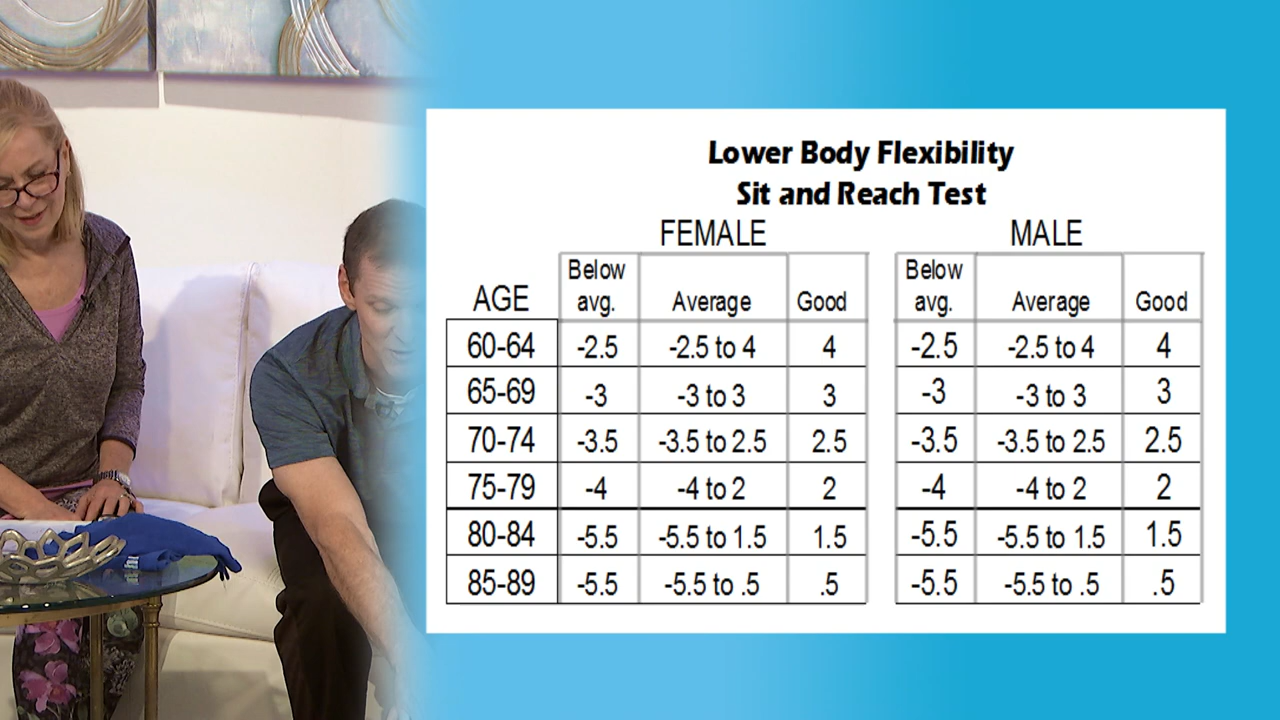 Lower Body Flexibility
Sit and Reach Test
FEMALE MALE
AGE Below avg. Average Good Below avg. Average Good
60-64 -2.5 -2.5 to 4 4 -2.5 -2.5 to 4 4
65-69 -3 -3 to 3 3 -3 -3 to 3 3
70-74 -3.5 -3.5 to 2.5 2.5 -3.5 -3.5 to 2.5 2.5
75-79 -4 -4 to 2 2 -4 -4 to 2 2
80-84 -5.5 -5.5 to 1.5 1.5 -5.5 -5.5 to 1.5 1.5
85-89 -5.5 -5.5 to .5 .5 -5.5 -5.5 to .5 .5